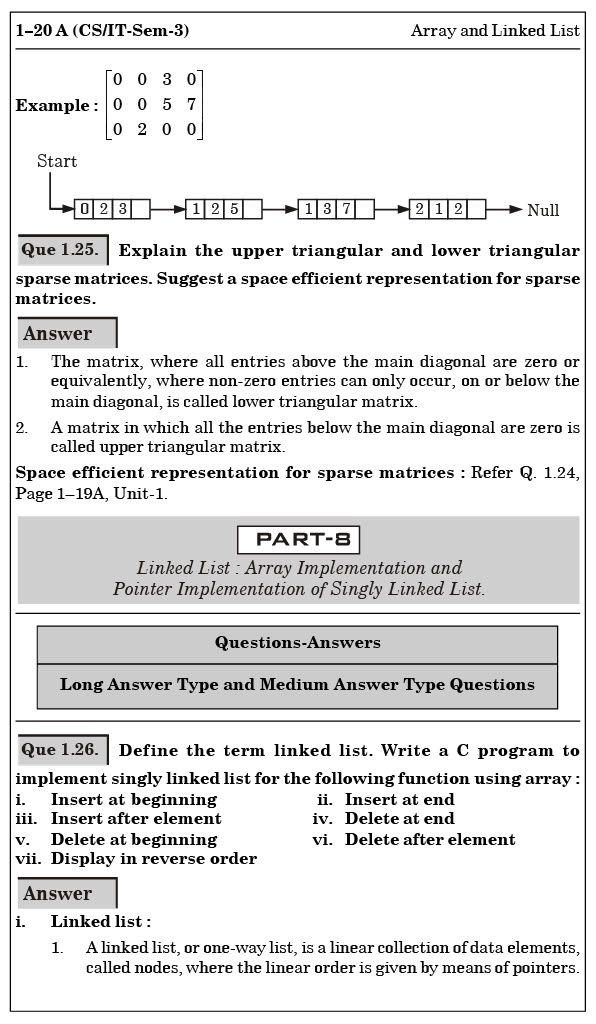 1–20 A (CS/IT-Sem-3) Array and Linked List
0 0 3 0
Example : 0 0 5 7
0 2 0 0
Start
0 2 3 1 2 5 1 3 7 2 1 2 Null
Que 1.25. Explain the upper triangular and lower triangular
sparse matrices. Suggest a space efficient representation for sparse
matrices.
Answer
1. The matrix, where all entries above the main diagonal are zero or
equivalently, where non-zero entries can only occur, on or below the
main diagonal, is called lower triangular matrix.
2. A matrix in which all the entries below the main diagonal are zero is
called upper triangular matrix.
Space efficient representation for sparse matrices : Refer Q. 1.24,
Page 1–19A, Unit-1.
PART-8
Linked List : Array Implementation and
Pointer Implementation of Singly Linked List.
Questions-Answers
Long Answer Type and Medium Answer Type Questions
Que 1.26. Define the term linked list. Write a C program to
implement singly linked list for the following function using array :
i. Insert at beginning ii. Insert at end
iii. Insert after element iv. Delete at end
v. Delete at beginning vi. Delete after element
vii. Display in reverse order
Answer
i. Linked list :
1. A linked list, or one-way list, is a linear collection of data elements,
called nodes, where the linear order is given by means of pointers.